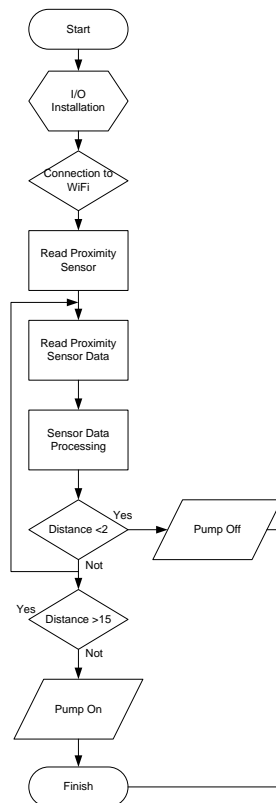 Start
I/O
Installation
Connection to
WiFi
Read Proximity
Sensor
Read Proximity
Sensor Data
Sensor Data
Processing
Distance <2
Yes
Pump Off
Not
Yes
Distance >15
Not
Pump On
Finish